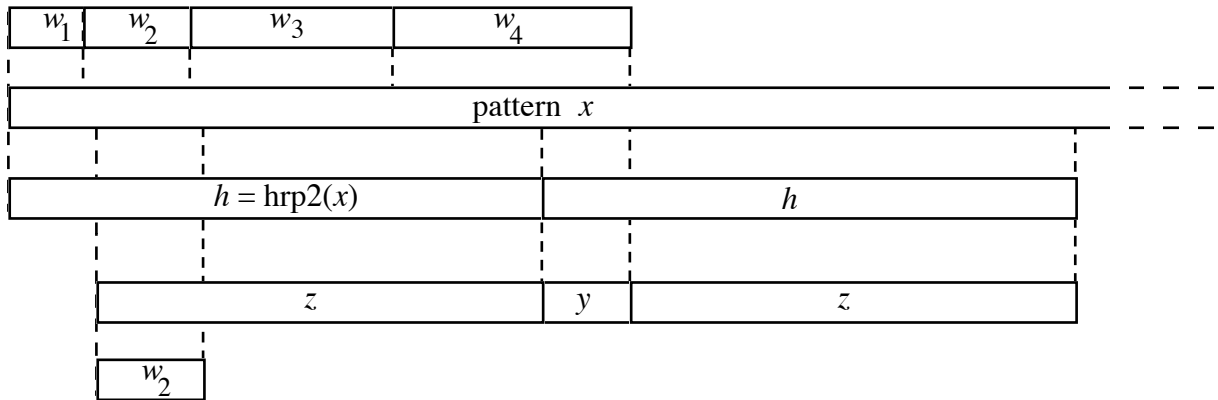 w₁ w₂ w₃ w₄
pattern x
h = hrp2(x) h
z y z
w₂